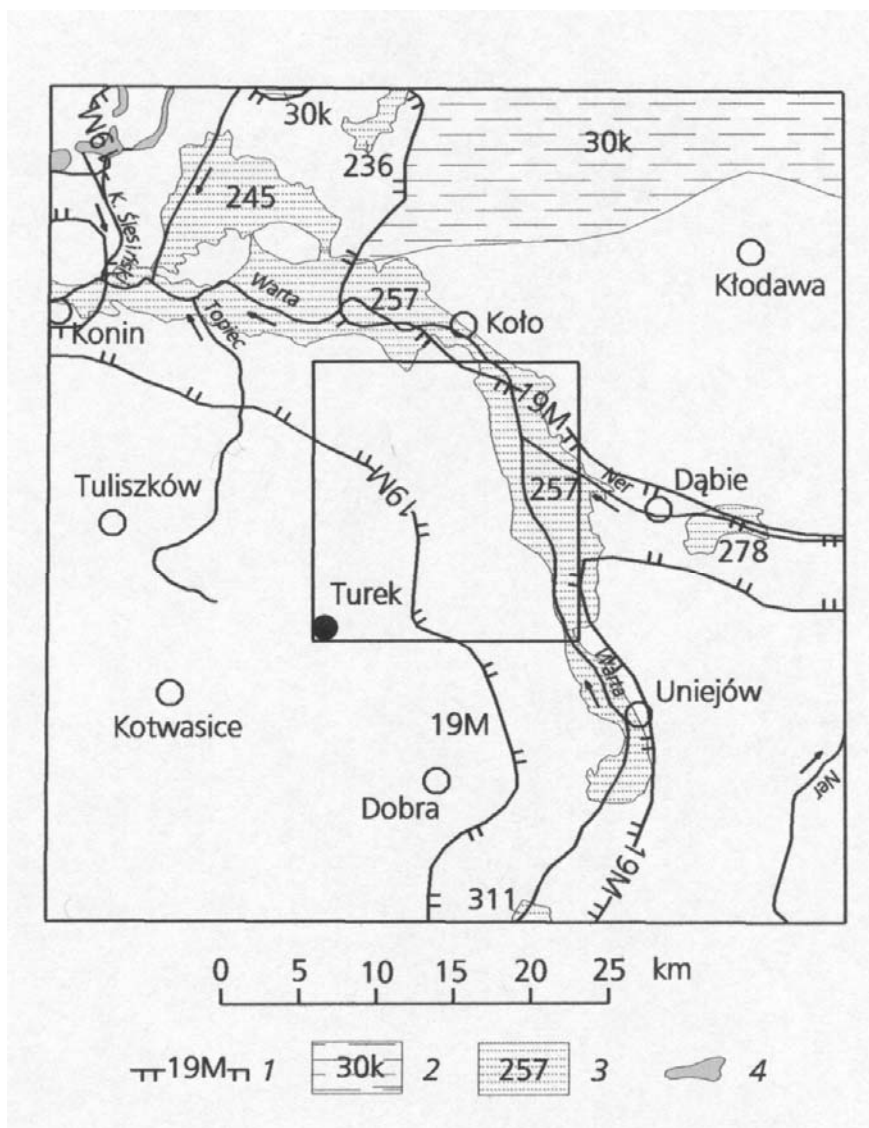 30k
30k
9M
236
245
K. Ślesiński
Kłodawa
Warta
257
Koło
Topiec
Konin
19M
Ner
Dąbie
19M
257
Tuliszków
278
Turek
Warta
Uniejów
Kotwasice
19M
Dobra
Ner
19M
311
0 5 10 15 20 25 km
19M 1 30k 2 257 3 4